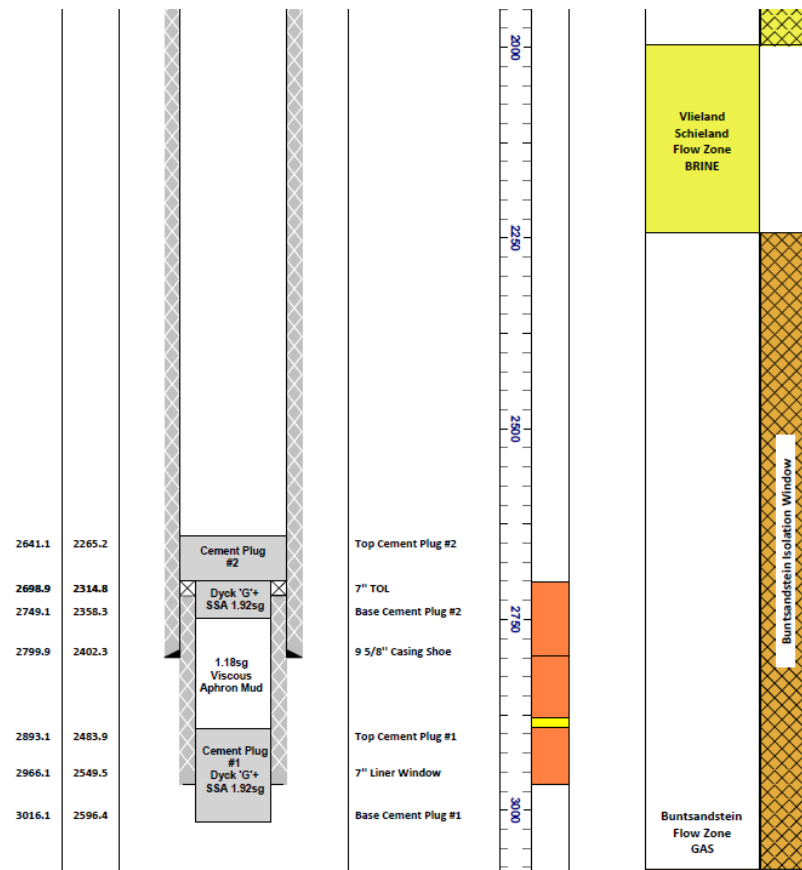 2000
Vlieland
Schieland
Flow Zone
BRINE
2250
2500
Buntsandstein Isolation Window
2641.1 2265.2 Cement Plug #2 Top Cement Plug #2
2698.9 2314.8 7" TOL
Dyck 'G'+
SSA 1.92sg
2749.1 2358.3 Base Cement Plug #2
2750
2799.9 2402.3 9 5/8" Casing Shoe
1.18sg
Viscous
Aphron Mud
2893.1 2483.9 Top Cement Plug #1
Cement Plug
#1
Dyck 'G'+
SSA 1.92sg
2966.1 2549.5 7" Liner Window
3000
3016.1 2596.4 Base Cement Plug #1
Buntsandstein
Flow Zone
GAS